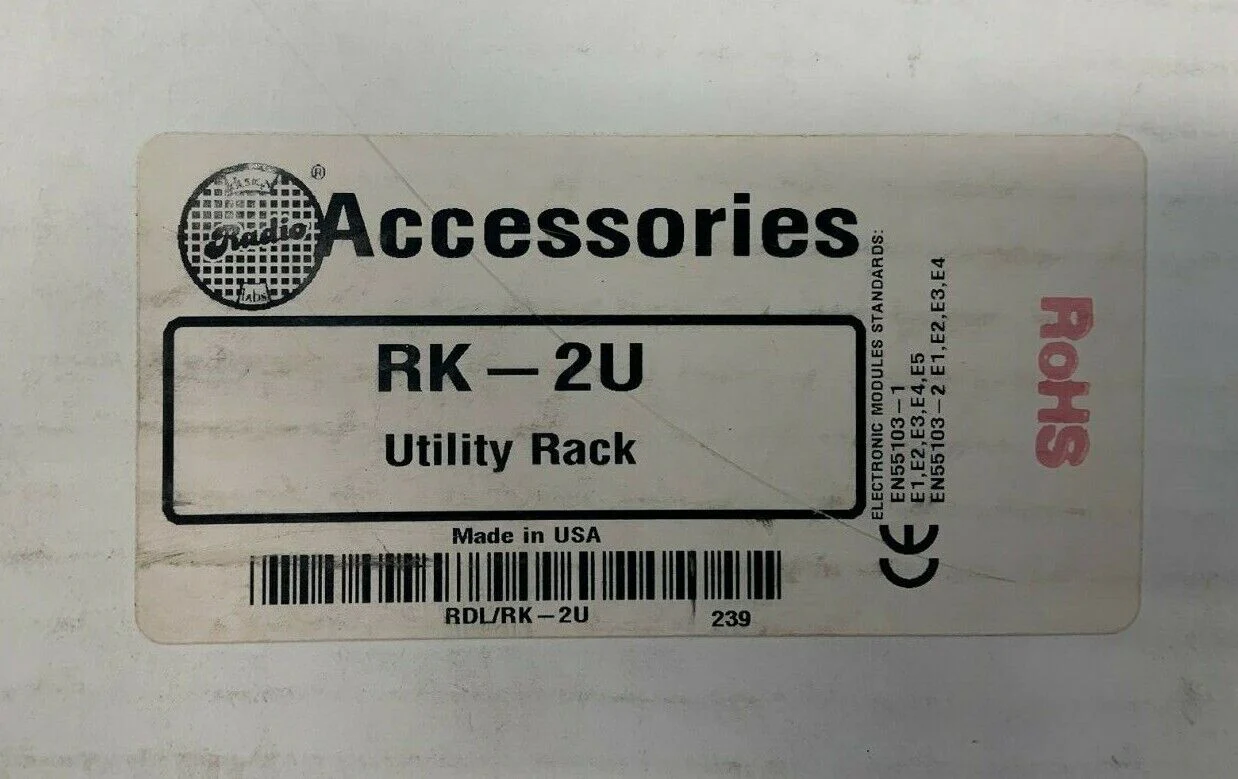 Radio
labs
®
Accessories
RK-2U
Utility Rack
Made in USA
RDL/RK-2U
239
ELECTRONIC MODULES STANDARDS:
EN55103-1
E1,E2,E3,E4,E5
EN55103-2 E1,E2,E3,E4
CE
RoHS